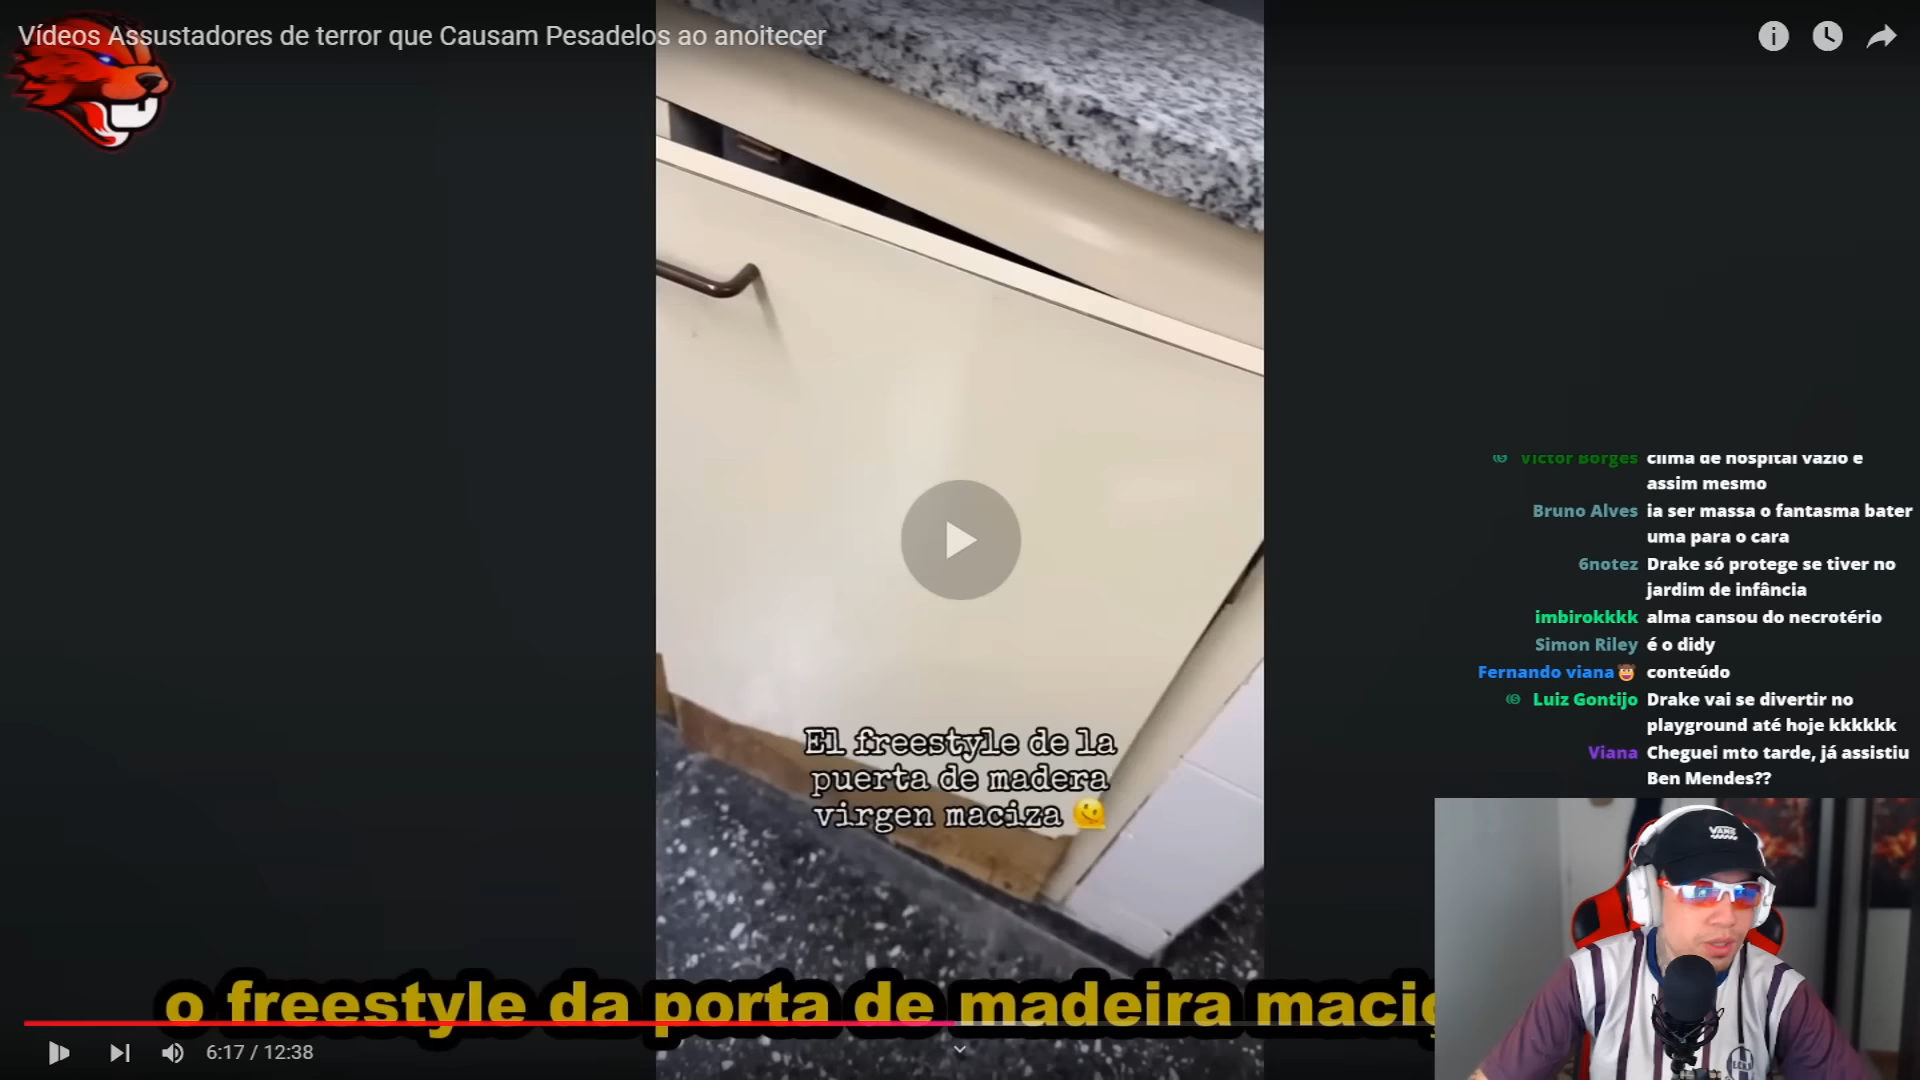 Vídeos Assustadores de terror que Causam Pesadelos ao anoitecer
Victor Borges clima de hospital vazio é
assim mesmo
Bruno Alves ia ser massa o fantasma bater
uma para o cara
6notez Drake só protege se tiver no
jardim de infância
imbirokkkk alma cansou do necrotério
Simon Riley é o didy
Fernando viana conteúdo
Luiz Gontijo Drake vai se divertir no
playground até hoje kkkkkk
Viana Cheguei mto tarde, já assistiu
Ben Mendes??
El freestyle de la
puerta de madera
virgen maciza
VANS
o freestyle da porta de madeira maciç
6:17 / 12:38